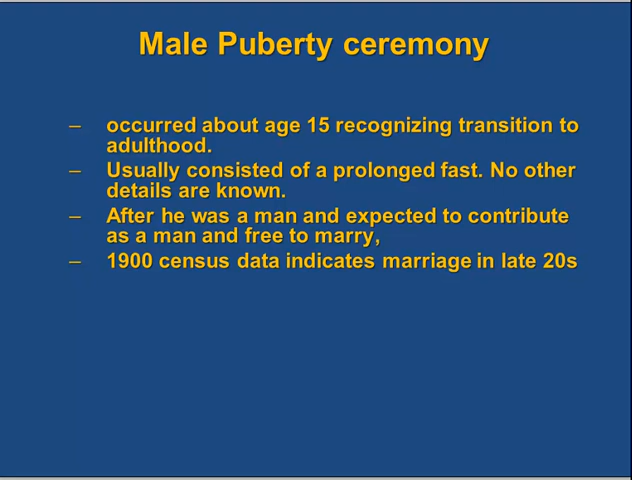 Male Puberty ceremony
– occurred about age 15 recognizing transition to
adulthood.
– Usually consisted of a prolonged fast. No other
details are known.
– After he was a man and expected to contribute
as a man and free to marry,
– 1900 census data indicates marriage in late 20s